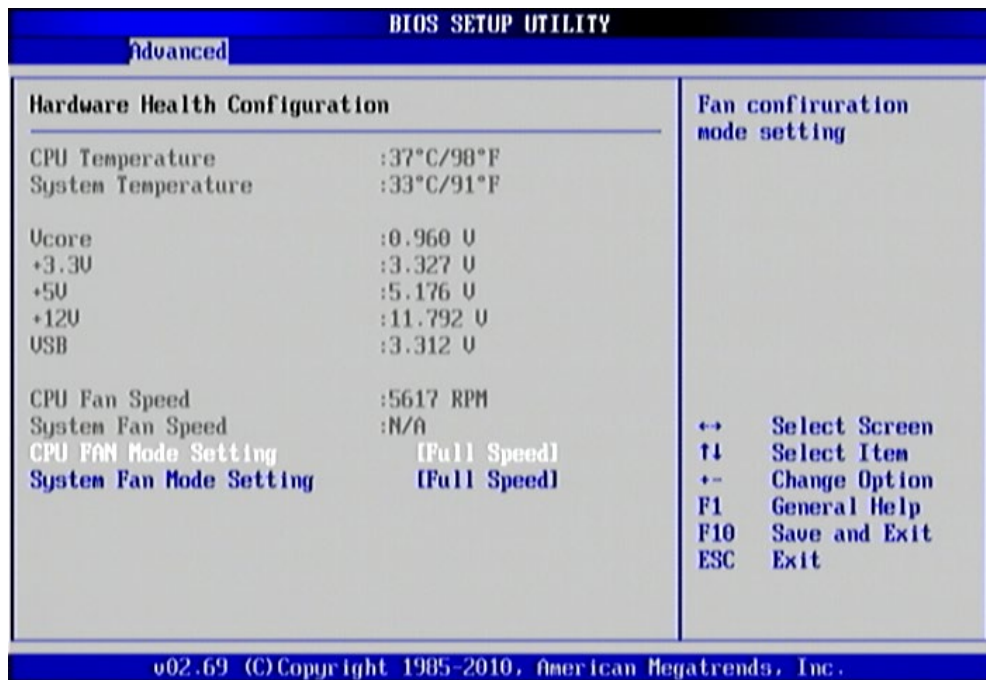 BIOS SETUP UTILITY
Advanced
Hardware Health Configuration
CPU Temperature :37°C/98°F
System Temperature :33°C/91°F
Vcore :0.960 V
+3.3V :3.327 V
+5V :5.176 V
+12V :11.792 V
VSB :3.312 V
CPU Fan Speed :5617 RPM
System Fan Speed :N/A
CPU FAN Mode Setting [Full Speed]
System Fan Mode Setting [Full Speed]
Fan confiruration
mode setting
↔ Select Screen
↑↓ Select Item
+- Change Option
F1 General Help
F10 Save and Exit
ESC Exit
v02.69 (C)Copyright 1985-2010, American Megatrends, Inc.